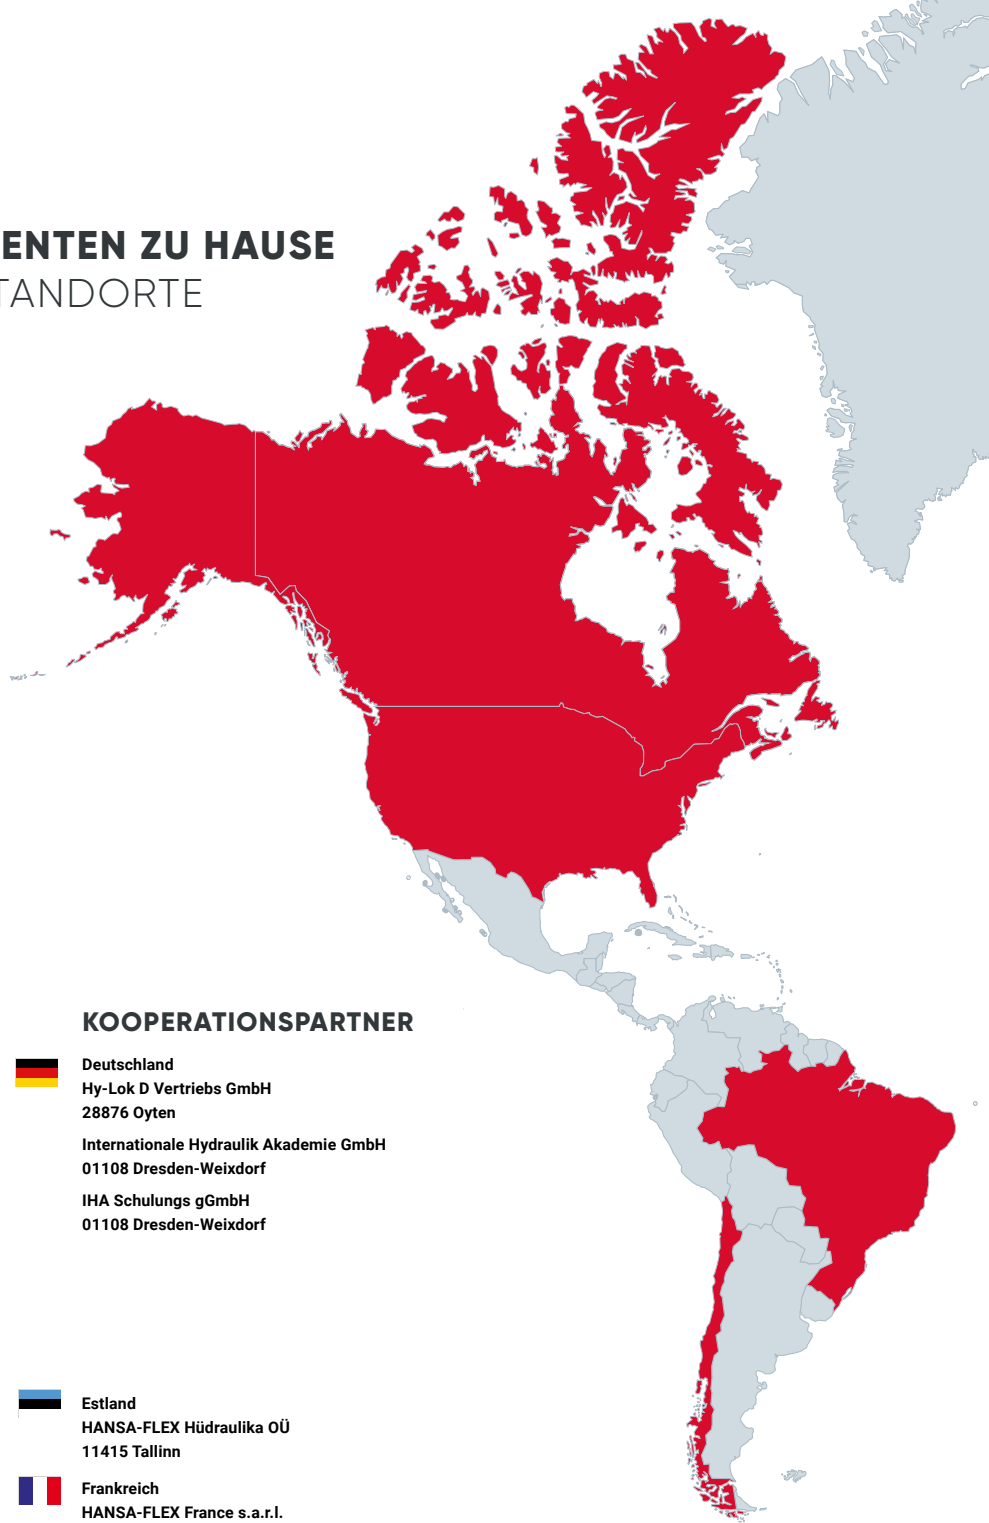 ENTEN ZU HAUSE
TANDORTE
KOOPERATIONSPARTNER
Deutschland
Hy-Lok D Vertriebs GmbH
28876 Oyten
Internationale Hydraulik Akademie GmbH
01108 Dresden-Weixdorf
IHA Schulungs gGmbH
01108 Dresden-Weixdorf
Estland
HANSA-FLEX Hüdraulika OÜ
11415 Tallinn
Frankreich
HANSA-FLEX France s.a.r.l.